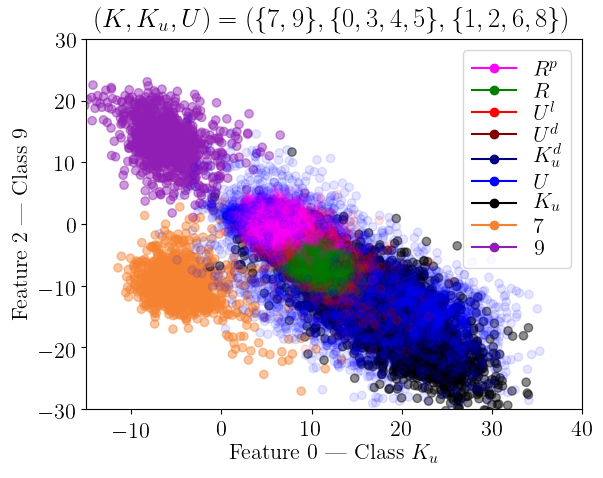 (K, K_u, U) = ({7, 9}, {0, 3, 4, 5}, {1, 2, 6, 8})
30
20
10
0
−10
−20
−30
Feature 2 — Class 9
R^p
R
U^l
U^d
K_u^d
U
K_u
7
9
−10
0
10
20
30
40
Feature 0 — Class K_u